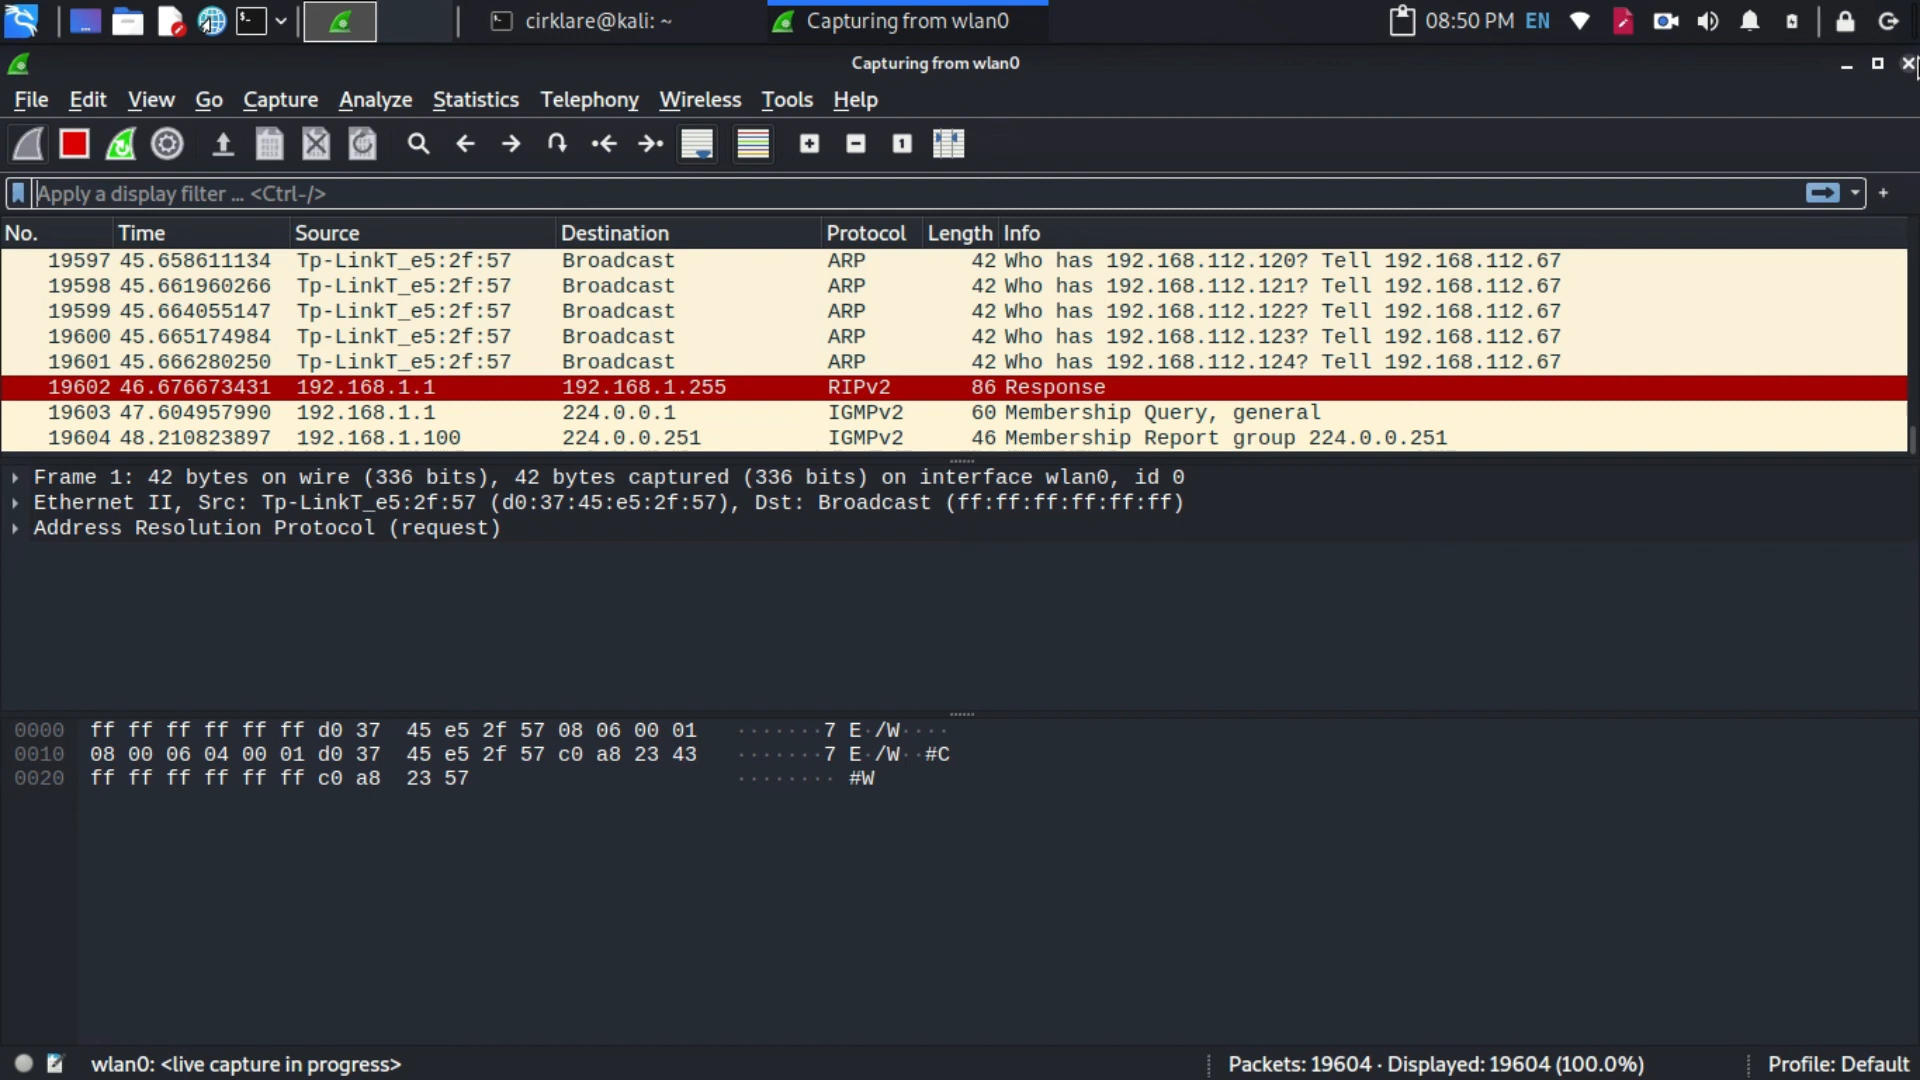 cirklare@kali: ~
Capturing from wlan0
08:50 PM EN
Capturing from wlan0
File Edit View Go Capture Analyze Statistics Telephony Wireless Tools Help
Apply a display filter ... <Ctrl-/>
No. Time Source Destination Protocol Length Info
19597 45.658611134 Tp-LinkT_e5:2f:57 Broadcast ARP 42 Who has 192.168.112.120? Tell 192.168.112.67
19598 45.661960266 Tp-LinkT_e5:2f:57 Broadcast ARP 42 Who has 192.168.112.121? Tell 192.168.112.67
19599 45.664055147 Tp-LinkT_e5:2f:57 Broadcast ARP 42 Who has 192.168.112.122? Tell 192.168.112.67
19600 45.665174984 Tp-LinkT_e5:2f:57 Broadcast ARP 42 Who has 192.168.112.123? Tell 192.168.112.67
19601 45.666280250 Tp-LinkT_e5:2f:57 Broadcast ARP 42 Who has 192.168.112.124? Tell 192.168.112.67
19602 46.676673431 192.168.1.1 192.168.1.255 RIPv2 86 Response
19603 47.604957990 192.168.1.1 224.0.0.1 IGMPv2 60 Membership Query, general
19604 48.210823897 192.168.1.100 224.0.0.251 IGMPv2 46 Membership Report group 224.0.0.251
Frame 1: 42 bytes on wire (336 bits), 42 bytes captured (336 bits) on interface wlan0, id 0
Ethernet II, Src: Tp-LinkT_e5:2f:57 (d0:37:45:e5:2f:57), Dst: Broadcast (ff:ff:ff:ff:ff:ff)
Address Resolution Protocol (request)
0000 ff ff ff ff ff ff d0 37 45 e5 2f 57 08 06 00 01 ·······7 E·/W····
0010 08 00 06 04 00 01 d0 37 45 e5 2f 57 c0 a8 23 43 ·······7 E·/W··#C
0020 ff ff ff ff ff ff c0 a8 23 57 ········ #W
wlan0: <live capture in progress>
Packets: 19604 · Displayed: 19604 (100.0%)
Profile: Default